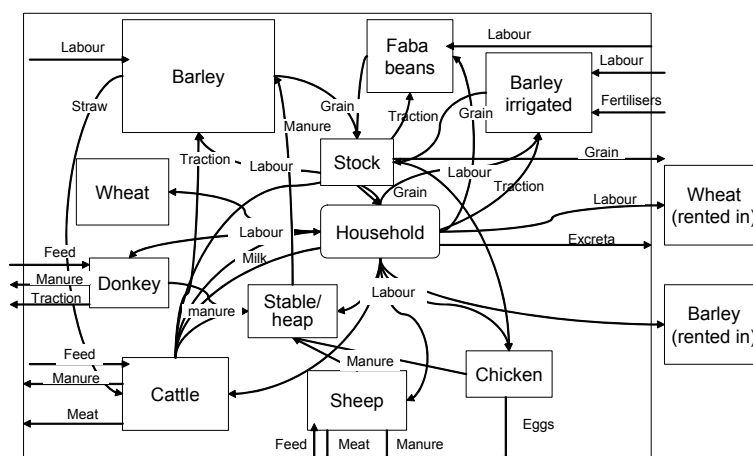 Labour
Barley
Faba
beans
Labour
Barley
irrigated
Labour
Fertilisers
Straw
Grain
Manure
Traction
Grain
Traction
Labour
Stock
Labour
Grain
Grain
Traction
Wheat
Wheat
(rented in)
Labour
Labour
Household
Excreta
Milk
Feed
Manure
Traction
Donkey
manure
Stable/
heap
Labour
Barley
(rented in)
Feed
Manure
Meat
Cattle
Manure
Sheep
Chicken
Feed
Meat
Manure
Eggs